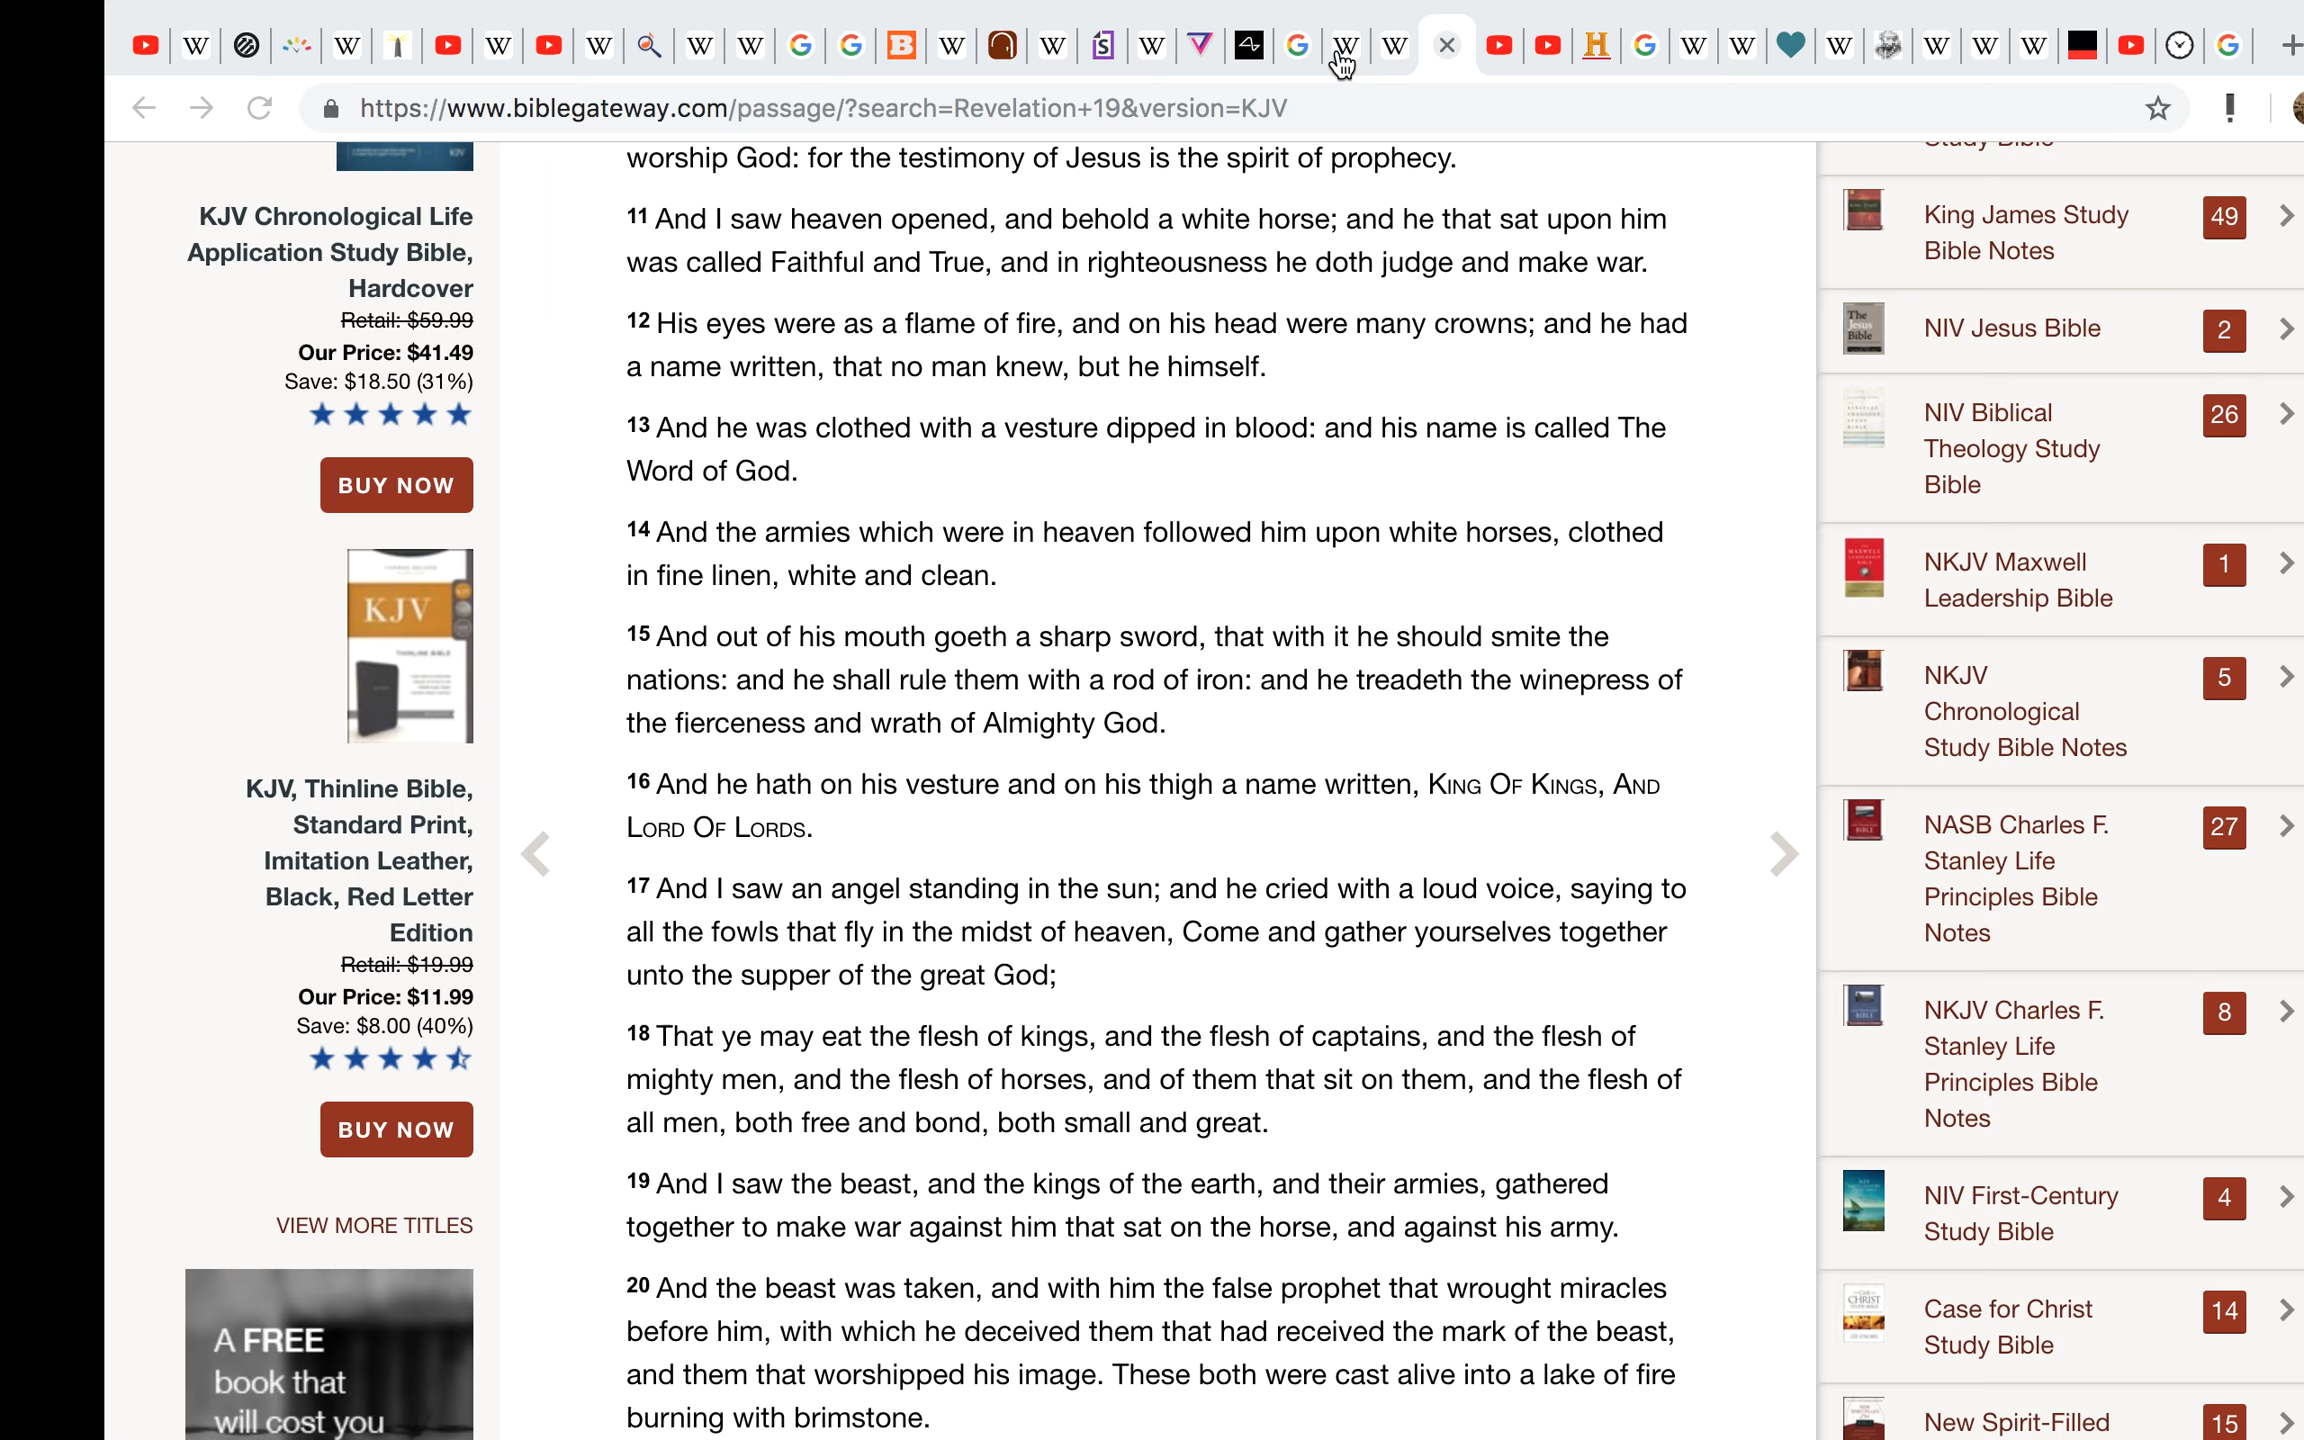 https://www.biblegateway.com/passage/?search=Revelation+19&version=KJV
KJV Chronological Life
Application Study Bible,
Hardcover
Retail: $59.99
Our Price: $41.49
Save: $18.50 (31%)
BUY NOW
KJV
THINLINE BIBLE
KJV, Thinline Bible,
Standard Print,
Imitation Leather,
Black, Red Letter
Edition
Retail: $19.99
Our Price: $11.99
Save: $8.00 (40%)
BUY NOW
VIEW MORE TITLES
A FREE
book that
will cost you
worship God: for the testimony of Jesus is the spirit of prophecy.
11 And I saw heaven opened, and behold a white horse; and he that sat upon him
was called Faithful and True, and in righteousness he doth judge and make war.
12 His eyes were as a flame of fire, and on his head were many crowns; and he had
a name written, that no man knew, but he himself.
13 And he was clothed with a vesture dipped in blood: and his name is called The
Word of God.
14 And the armies which were in heaven followed him upon white horses, clothed
in fine linen, white and clean.
15 And out of his mouth goeth a sharp sword, that with it he should smite the
nations: and he shall rule them with a rod of iron: and he treadeth the winepress of
the fierceness and wrath of Almighty God.
16 And he hath on his vesture and on his thigh a name written, King Of Kings, And
Lord Of Lords.
17 And I saw an angel standing in the sun; and he cried with a loud voice, saying to
all the fowls that fly in the midst of heaven, Come and gather yourselves together
unto the supper of the great God;
18 That ye may eat the flesh of kings, and the flesh of captains, and the flesh of
mighty men, and the flesh of horses, and of them that sit on them, and the flesh of
all men, both free and bond, both small and great.
19 And I saw the beast, and the kings of the earth, and their armies, gathered
together to make war against him that sat on the horse, and against his army.
20 And the beast was taken, and with him the false prophet that wrought miracles
before him, with which he deceived them that had received the mark of the beast,
and them that worshipped his image. These both were cast alive into a lake of fire
burning with brimstone.
Study Bible
King James Study
Bible Notes
49
The Jesus Bible
NIV Jesus Bible
2
NIV Biblical
Theology Study
Bible
26
NKJV Maxwell
Leadership Bible
1
NKJV
Chronological
Study Bible Notes
5
NASB Charles F.
Stanley Life
Principles Bible
Notes
27
NKJV Charles F.
Stanley Life
Principles Bible
Notes
8
NIV First-Century
Study Bible
4
Case for Christ
Study Bible
14
New Spirit-Filled
15